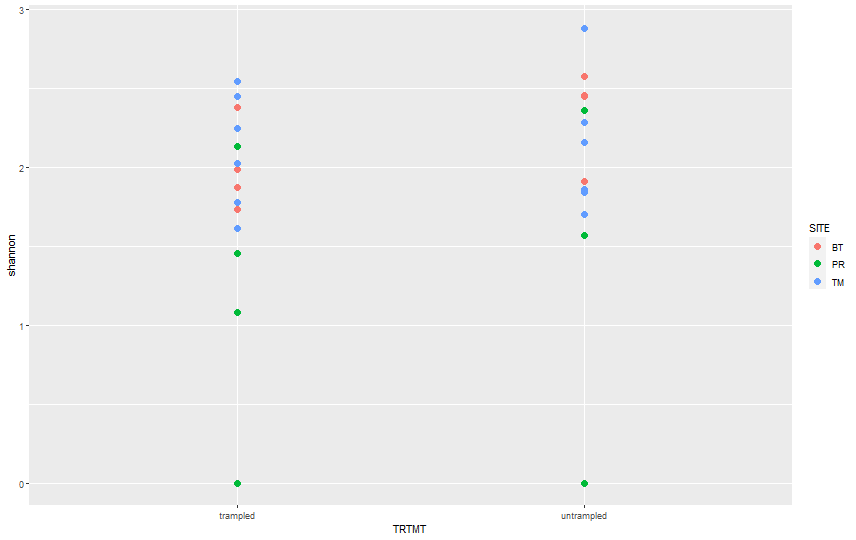 3
2
1
0
shannon
trampled
untrampled
TRTMT
SITE
BT
PR
TM